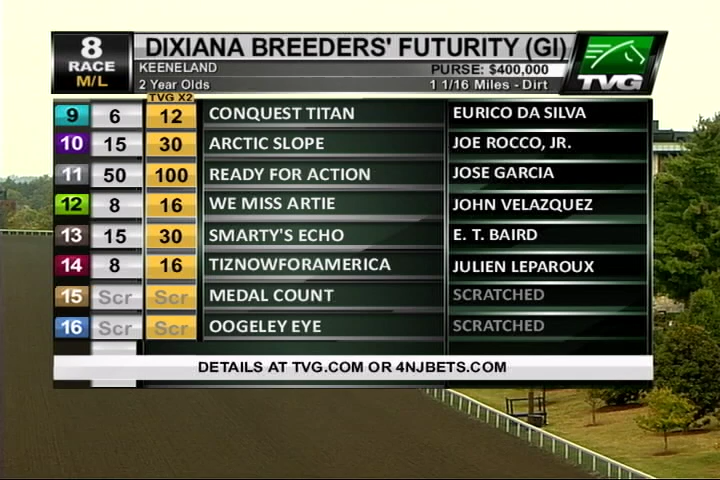 8
RACE
M/L
DIXIANA BREEDERS' FUTURITY (GI)
KEENELAND PURSE: $400,000
2 Year Olds 1 1/16 Miles - Dirt
TVG
TVG X2
9 6 12 CONQUEST TITAN EURICO DA SILVA
10 15 30 ARCTIC SLOPE JOE ROCCO, JR.
11 50 100 READY FOR ACTION JOSE GARCIA
12 8 16 WE MISS ARTIE JOHN VELAZQUEZ
13 15 30 SMARTY'S ECHO E. T. BAIRD
14 8 16 TIZNOWFORAMERICA JULIEN LEPAROUX
15 Scr Scr MEDAL COUNT SCRATCHED
16 Scr Scr OOGELEY EYE SCRATCHED
DETAILS AT TVG.COM OR 4NJBETS.COM